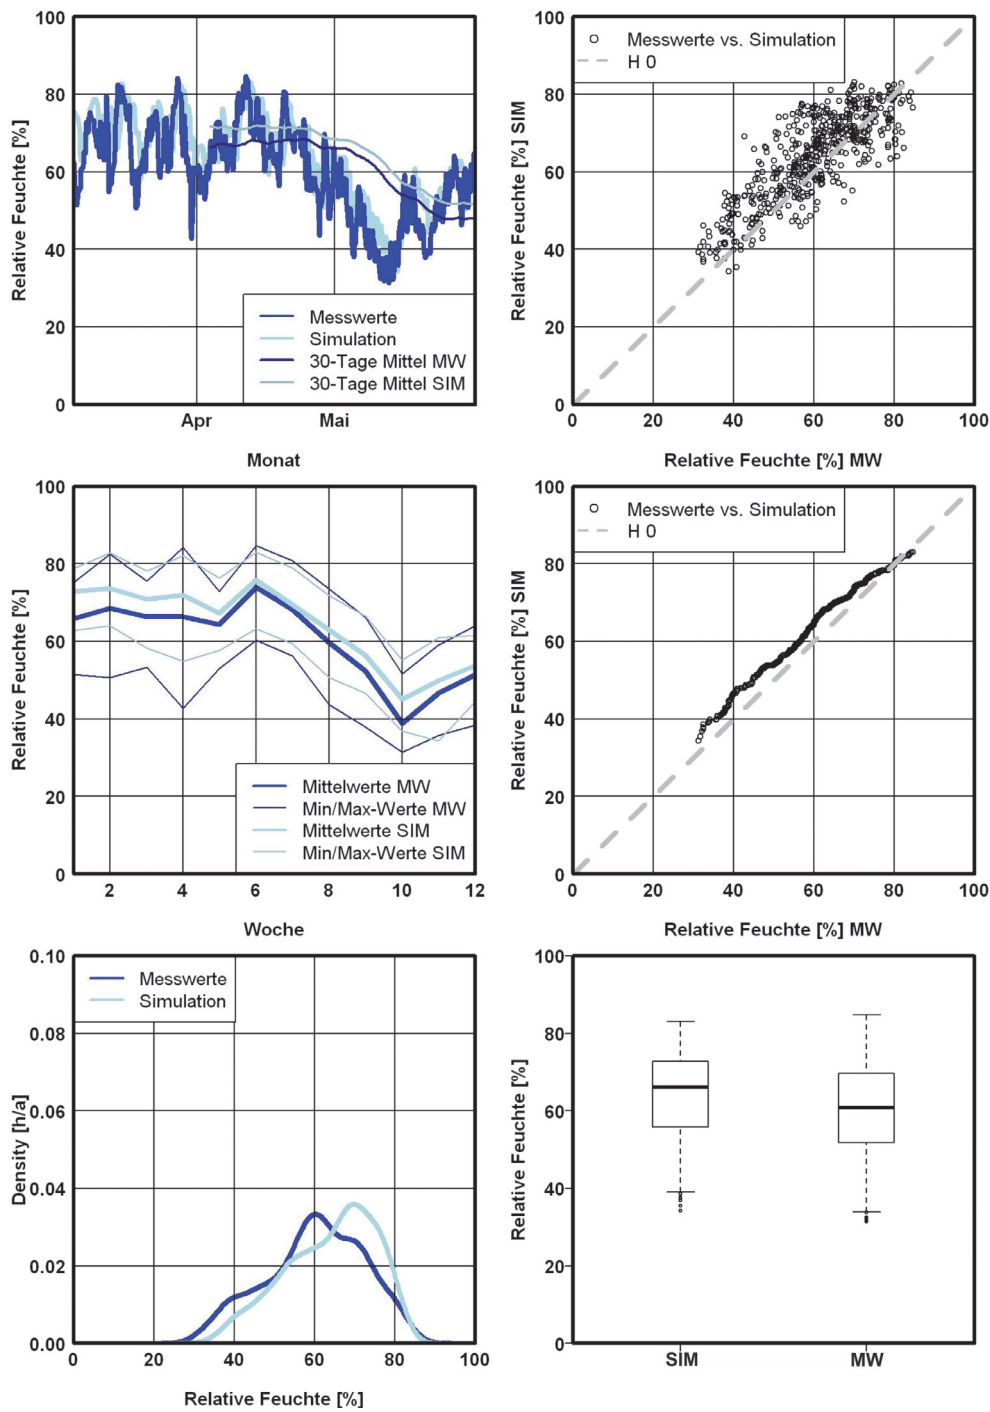 Relative Feuchte [%]
100
80
60
40
20
0
Messwerte
Simulation
30-Tage Mittel MW
30-Tage Mittel SIM
Apr
Mai
Monat
Relative Feuchte [%] SIM
100
80
60
40
20
0
Messwerte vs. Simulation
H 0
0
20
40
60
80
100
Relative Feuchte [%] MW
Relative Feuchte [%]
100
80
60
40
20
0
Mittelwerte MW
Min/Max-Werte MW
Mittelwerte SIM
Min/Max-Werte SIM
2
4
6
8
10
12
Woche
Relative Feuchte [%] SIM
100
80
60
40
20
0
Messwerte vs. Simulation
H 0
0
20
40
60
80
100
Relative Feuchte [%] MW
Density [h/a]
0.10
0.08
0.06
0.04
0.02
0.00
Messwerte
Simulation
0
20
40
60
80
100
Relative Feuchte [%]
Relative Feuchte [%]
100
80
60
40
20
0
SIM
MW